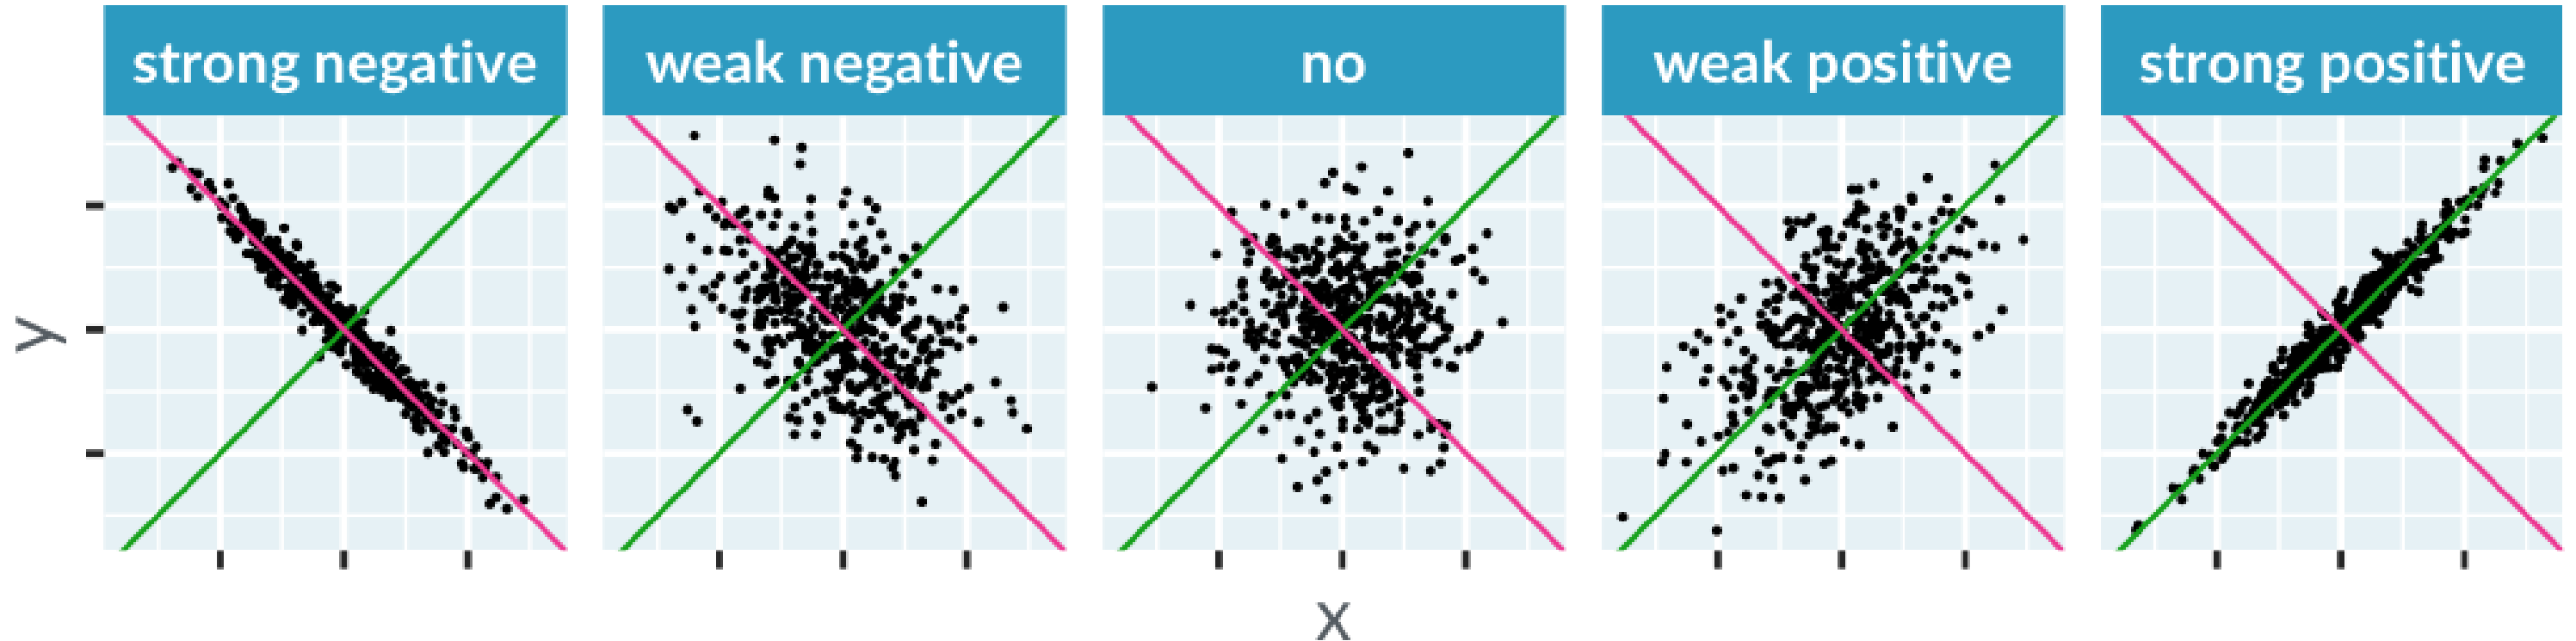 strong negative
weak negative
no
weak positive
strong positive
y
x